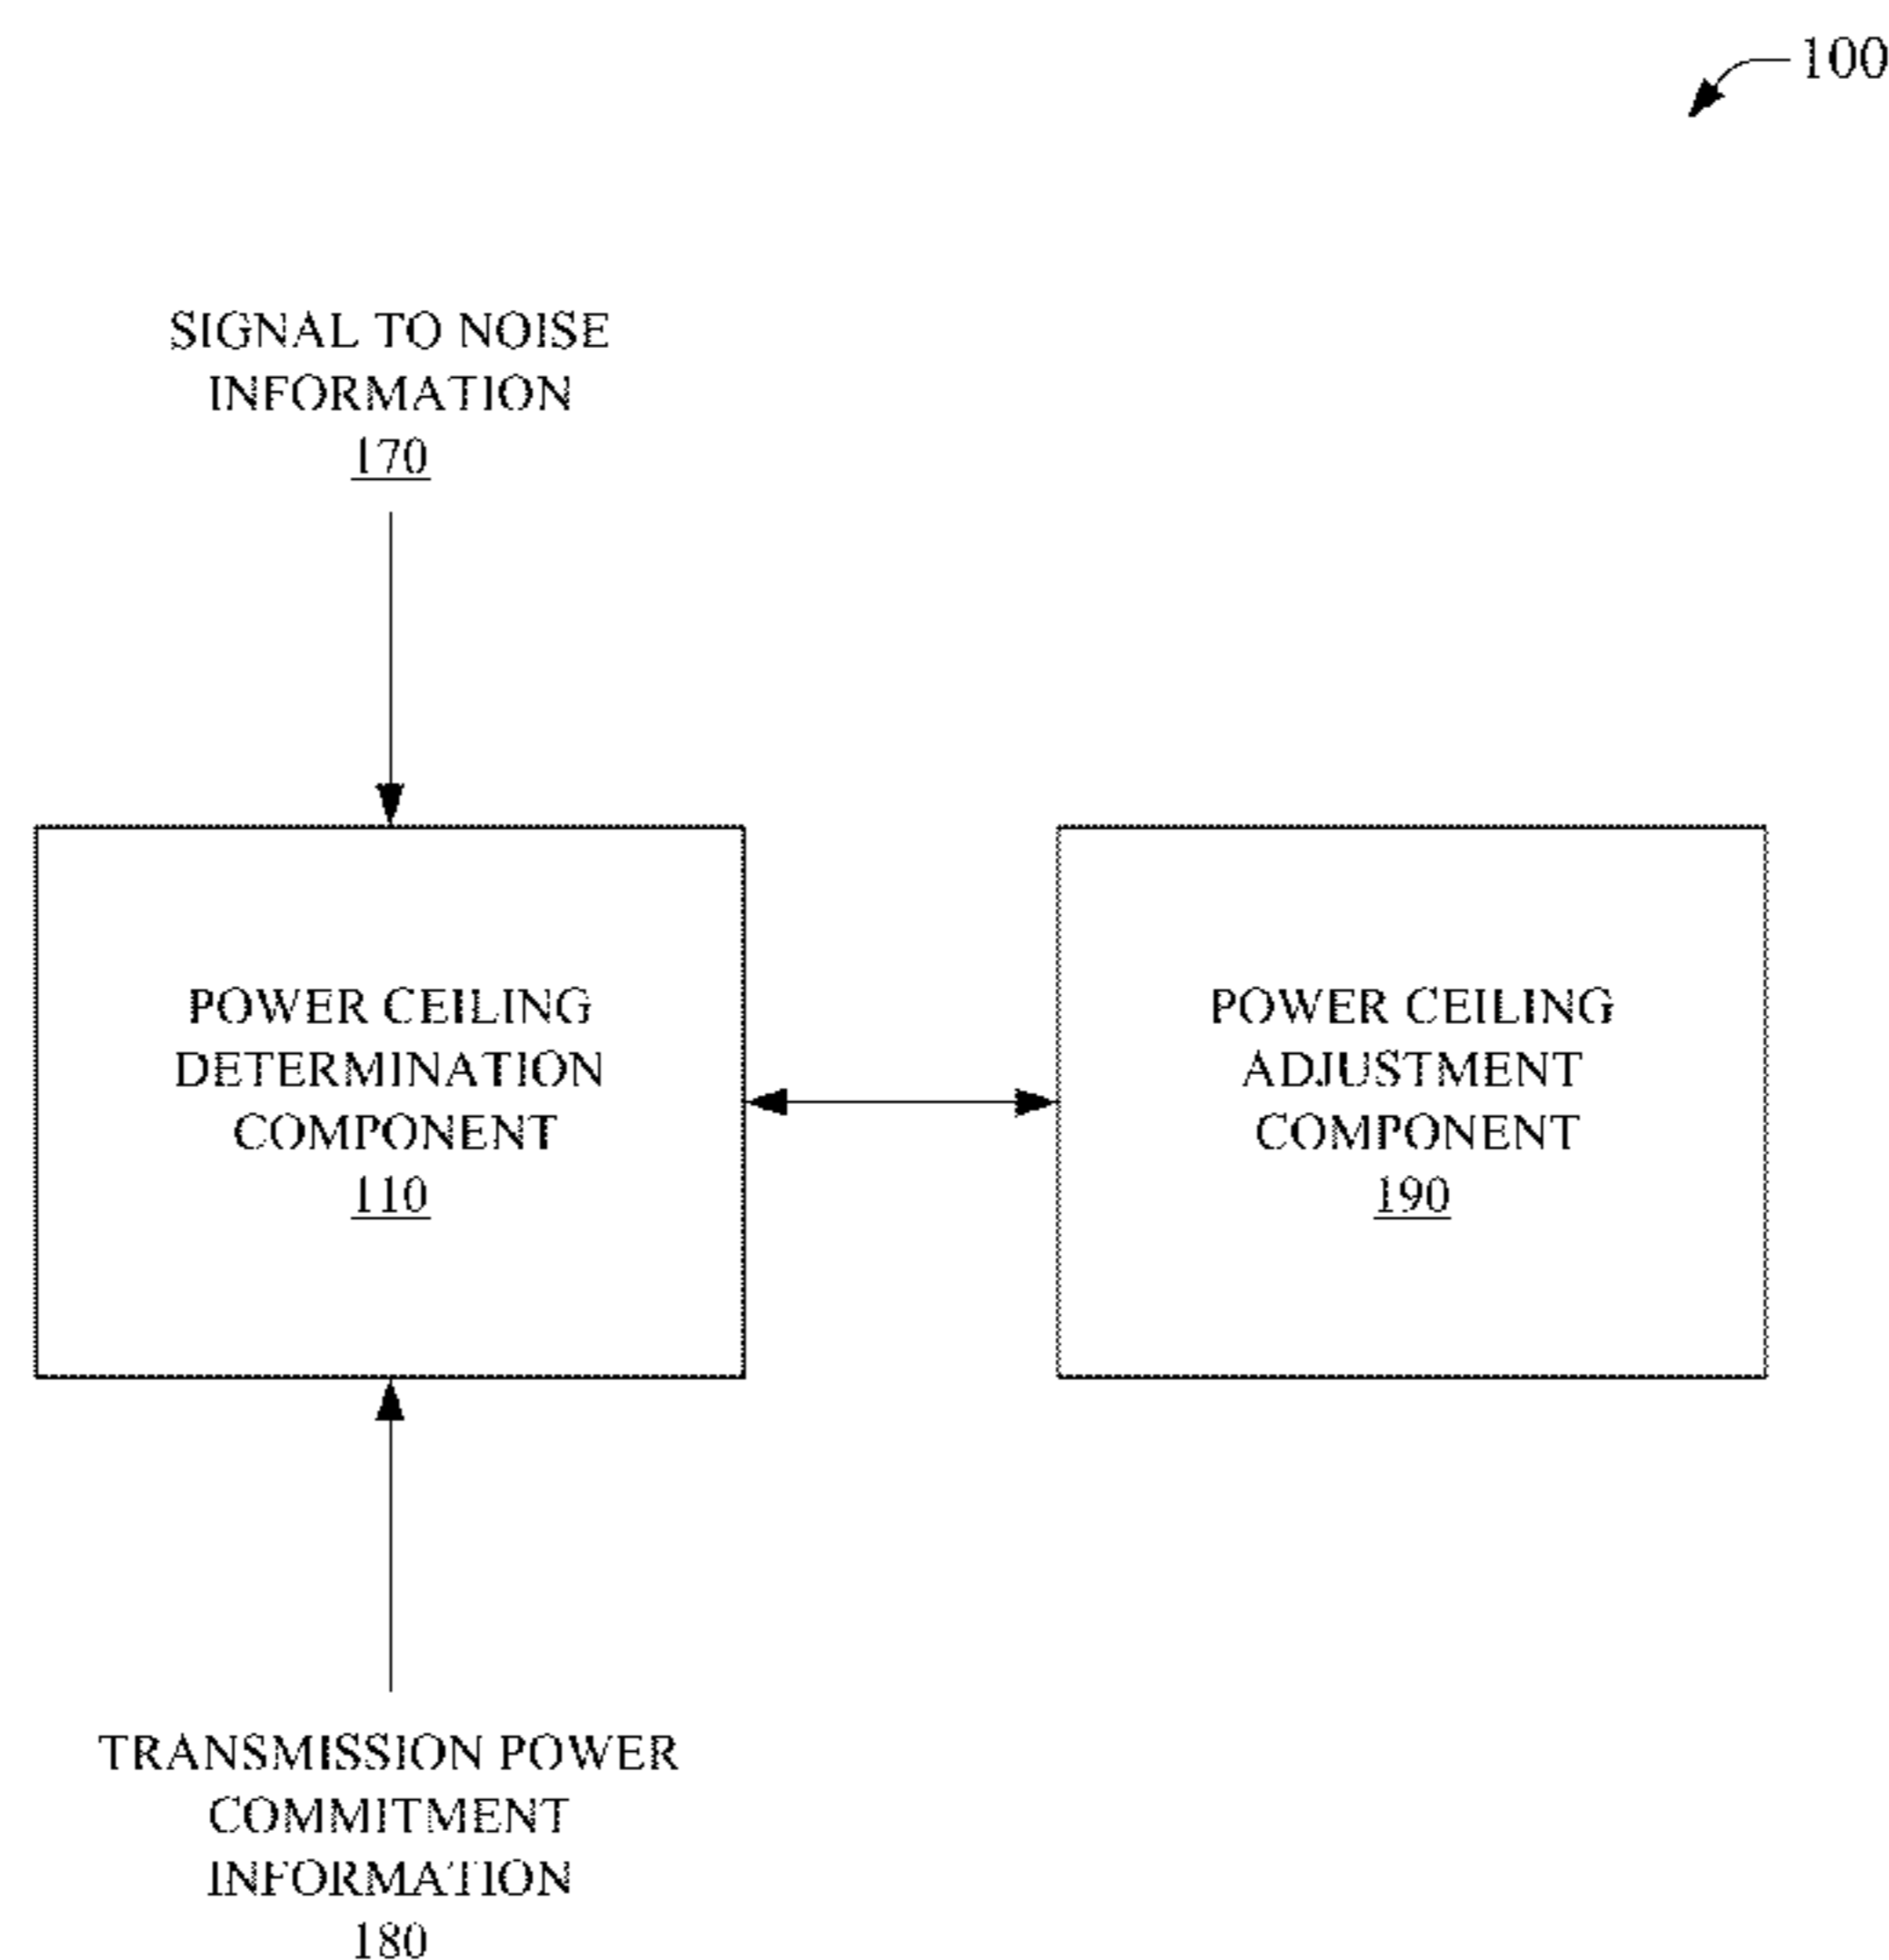 100
SIGNAL TO NOISE
INFORMATION
170
POWER CEILING
DETERMINATION
COMPONENT
110
POWER CEILING
ADJUSTMENT
COMPONENT
190
TRANSMISSION POWER
COMMITMENT
INFORMATION
180